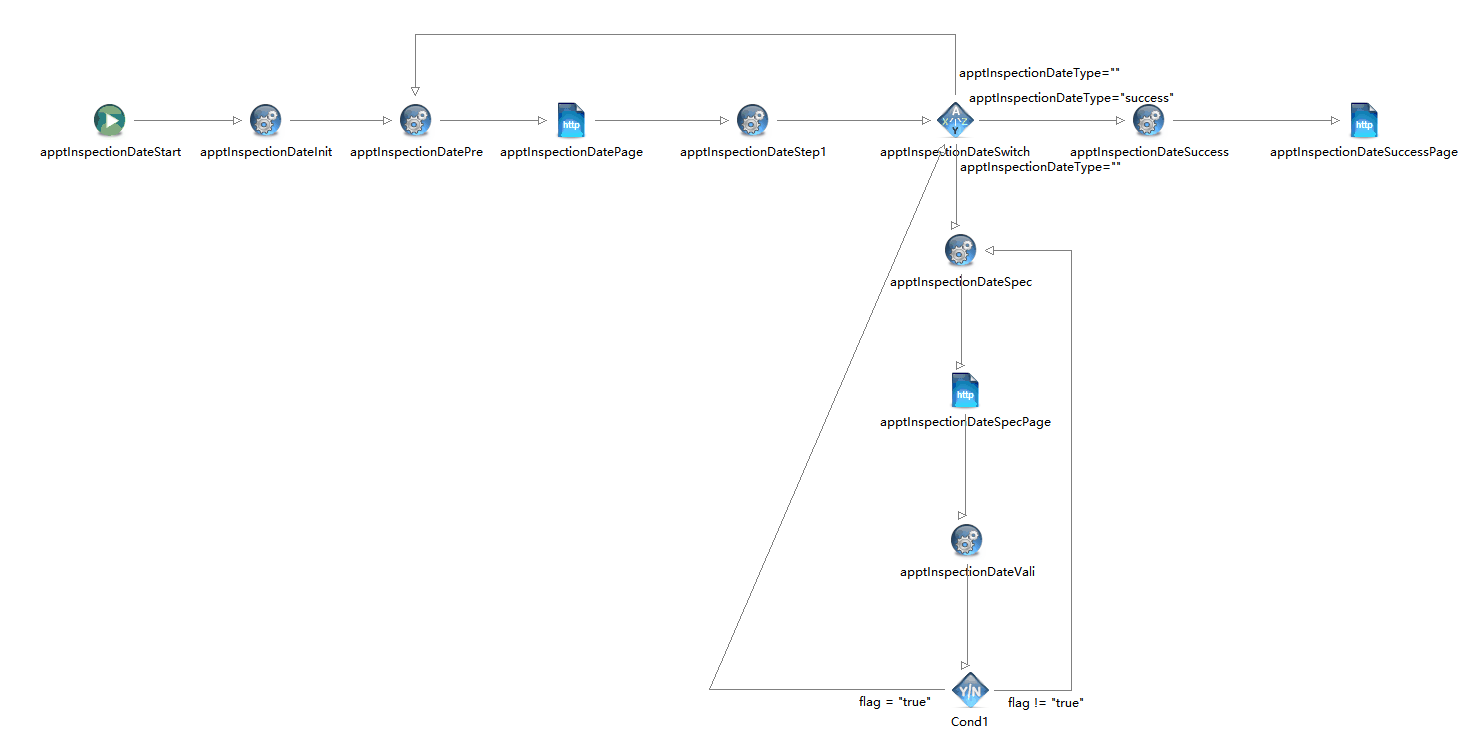 apptInspectionDateType=""
apptInspectionDateType="success"
A
X
Z
Y
http
http
apptInspectionDateStart
apptInspectionDateInit
apptInspectionDatePre
apptInspectionDatePage
apptInspectionDateStep1
apptInspectionDateSwitch
apptInspectionDateSuccess
apptInspectionDateSuccessPage
apptInspectionDateType=""
apptInspectionDateSpec
http
apptInspectionDateSpecPage
apptInspectionDateVali
Y/N
flag = "true"
flag != "true"
Cond1